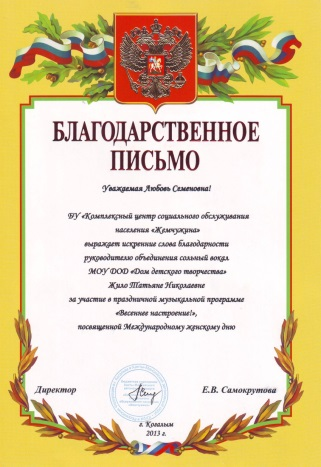 БЛАГОДАРСТВЕННОЕ
ПИСЬМО
Уважаемая Любовь Семеновна!
БУ «Комплексный центр социального обслуживания
населения «Жемчужина»
выражает искренние слова благодарности
руководителю объединения сольный вокал
МОУ ДОД «Дом детского творчества»
Жило Татьяне Николаевне
за участие в праздничной музыкальной программе
«Весеннее настроение!»,
посвященной Международному женскому дню
Директор Е.В. Самокрутова
г. Когалым
2013 г.